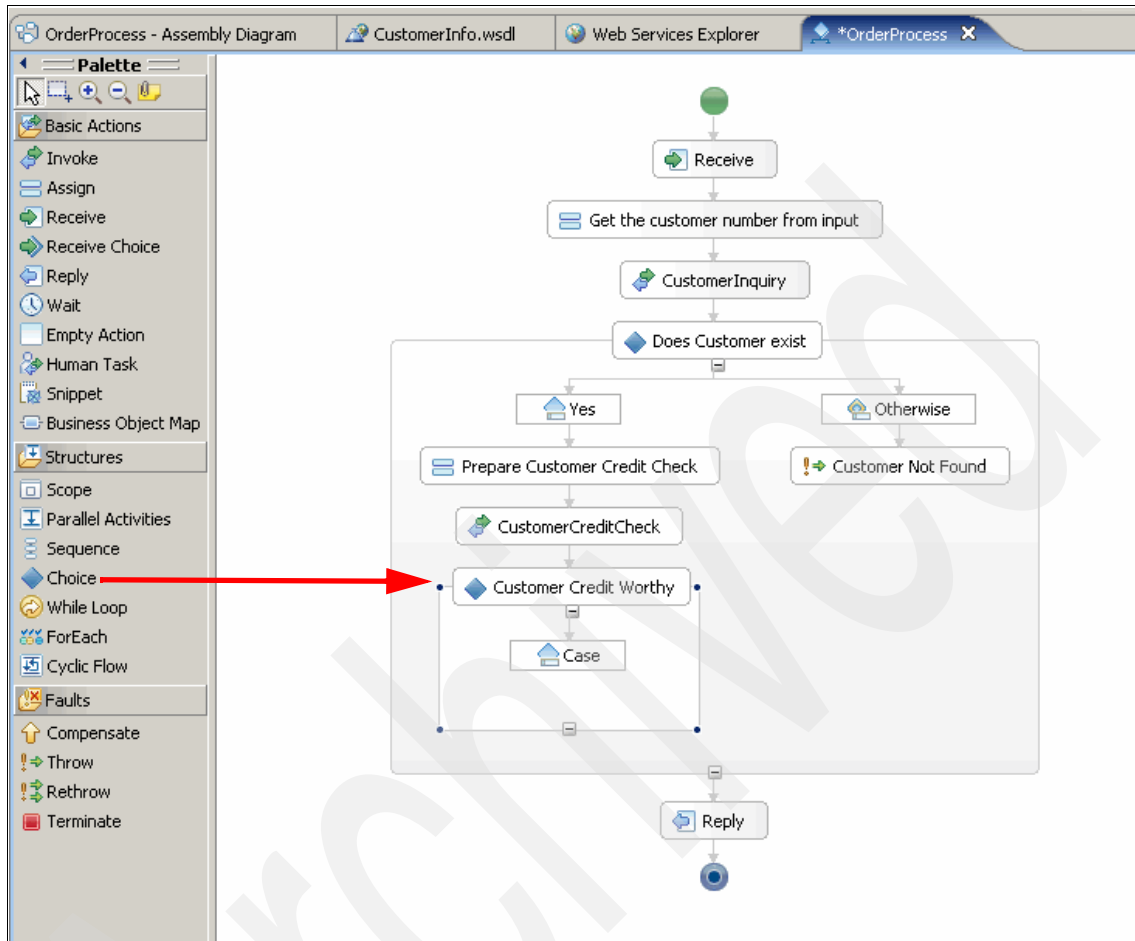 OrderProcess - Assembly Diagram
CustomerInfo.wsdl
Web Services Explorer
*OrderProcess
Palette
Basic Actions
Invoke
Assign
Receive
Receive Choice
Reply
Wait
Empty Action
Human Task
Snippet
Business Object Map
Structures
Scope
Parallel Activities
Sequence
Choice
While Loop
ForEach
Cyclic Flow
Faults
Compensate
Throw
Rethrow
Terminate
Receive
Get the customer number from input
CustomerInquiry
Does Customer exist
Yes
Otherwise
Prepare Customer Credit Check
Customer Not Found
CustomerCreditCheck
Customer Credit Worthy
Case
Reply
Archived